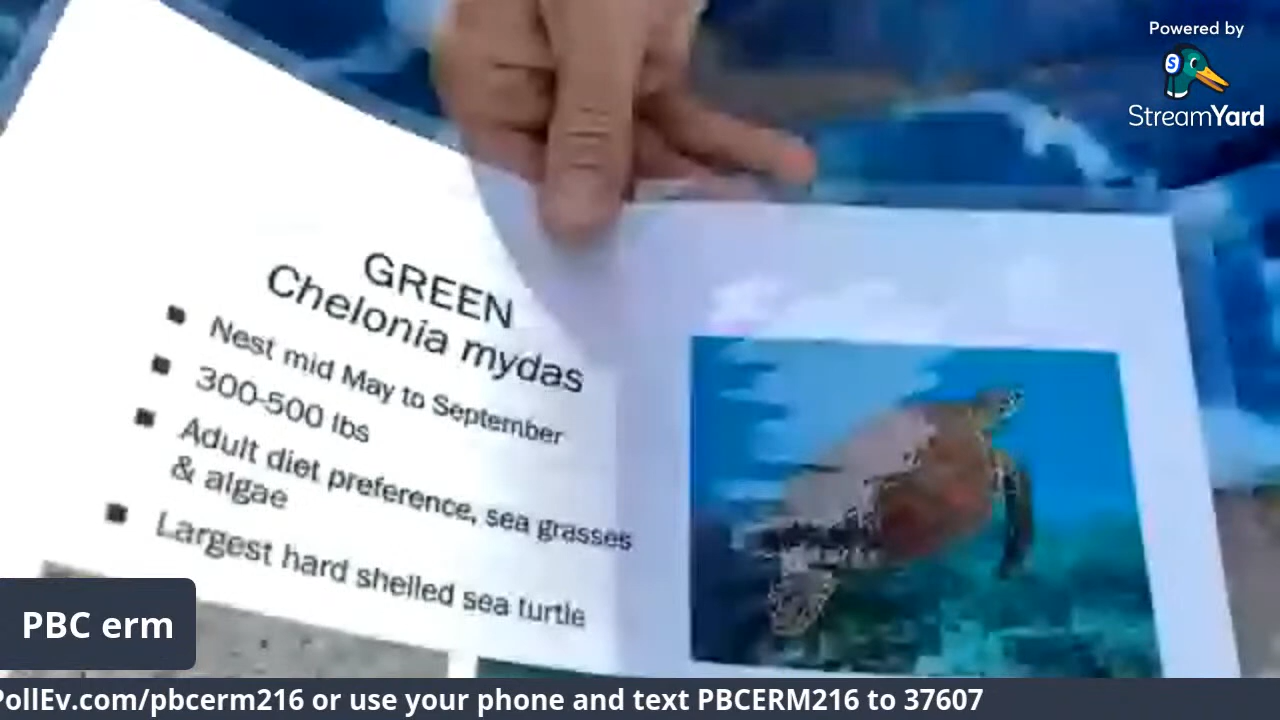 Powered by
StreamYard
GREEN
Chelonia mydas
Nest mid May to September
300-500 lbs
Adult diet preference, sea grasses
& algae
Largest hard shelled sea turtle
PBC erm
PollEv.com/pbcerm216 or use your phone and text PBCERM216 to 37607